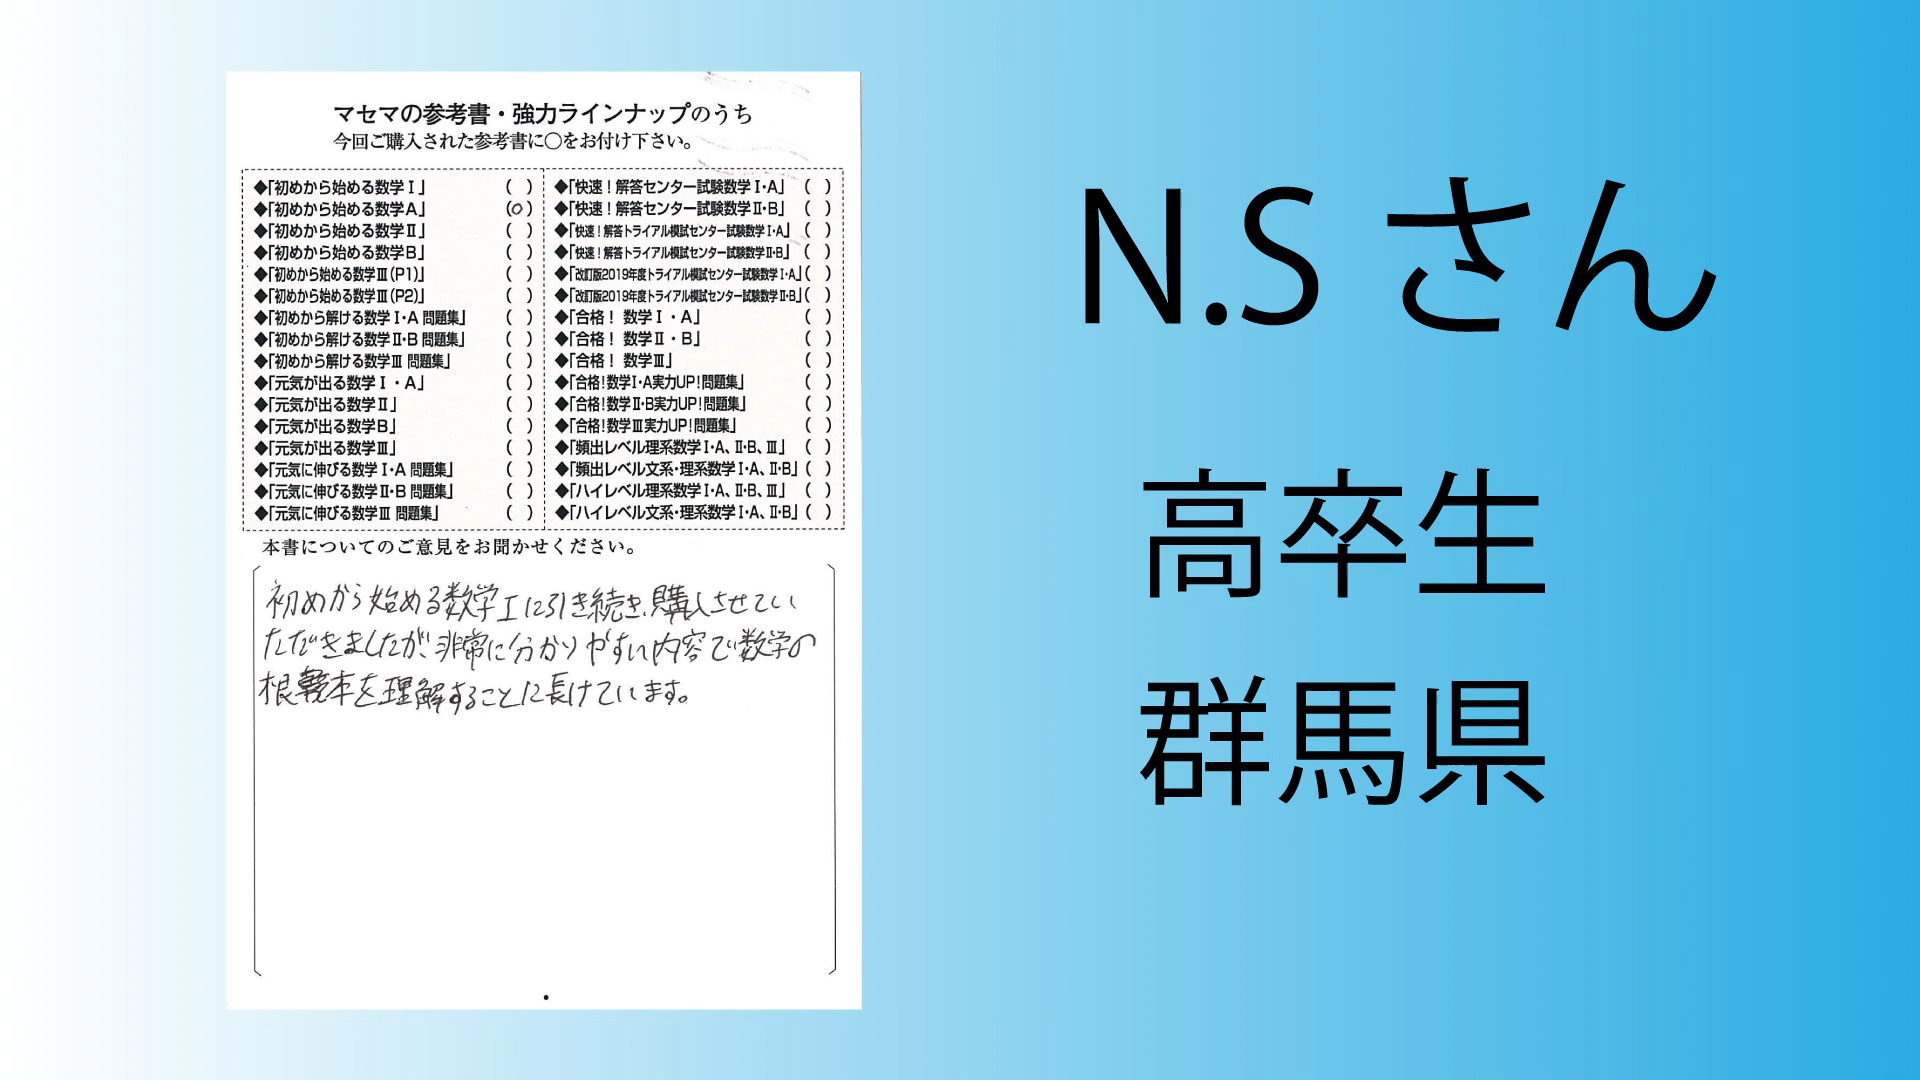 マセマの参考書・強力ラインナップのうち
今回ご購入された参考書に〇をお付け下さい。
◆「初めから始める数学Ⅰ」 ( )
◆「初めから始める数学A」 (○)
◆「初めから始める数学Ⅱ」 ( )
◆「初めから始める数学B」 ( )
◆「初めから始める数学Ⅲ(P1)」 ( )
◆「初めから始める数学Ⅲ(P2)」 ( )
◆「初めから解ける数学Ⅰ・A 問題集」 ( )
◆「初めから解ける数学Ⅱ・B 問題集」 ( )
◆「初めから解ける数学Ⅲ 問題集」 ( )
◆「元気が出る数学Ⅰ・A」 ( )
◆「元気が出る数学Ⅱ」 ( )
◆「元気が出る数学B」 ( )
◆「元気が出る数学Ⅲ」 ( )
◆「元気に伸びる数学Ⅰ・A 問題集」 ( )
◆「元気に伸びる数学Ⅱ・B 問題集」 ( )
◆「元気に伸びる数学Ⅲ 問題集」 ( )
◆「快速！解答センター試験数学Ⅰ・A」 ( )
◆「快速！解答センター試験数学Ⅱ・B」 ( )
◆「快速！解答トライアル模試センター試験数学Ⅰ・A」 ( )
◆「快速！解答トライアル模試センター試験数学Ⅱ・B」 ( )
◆「改訂版2019年度トライアル模試センター試験数学Ⅰ・A」 ( )
◆「改訂版2019年度トライアル模試センター試験数学Ⅱ・B」 ( )
◆「合格！ 数学Ⅰ・A」 ( )
◆「合格！ 数学Ⅱ・B」 ( )
◆「合格！ 数学Ⅲ」 ( )
◆「合格！数学Ⅰ・A実力UP！問題集」 ( )
◆「合格！数学Ⅱ・B実力UP！問題集」 ( )
◆「合格！数学Ⅲ実力UP！問題集」 ( )
◆「頻出レベル理系数学Ⅰ・A、Ⅱ・B、Ⅲ」 ( )
◆「頻出レベル文系・理系数学Ⅰ・A、Ⅱ・B」 ( )
◆「ハイレベル理系数学Ⅰ・A、Ⅱ・B、Ⅲ」 ( )
◆「ハイレベル文系・理系数学Ⅰ・A、Ⅱ・B」 ( )
本書についてのご意見をお聞かせください。
初めから始める数学Ⅰに引き続き、購入させてい
ただきましたが、非常に分かりやすい内容で数学の
根本を理解することに長けています。
N.S さん
高卒生
群馬県